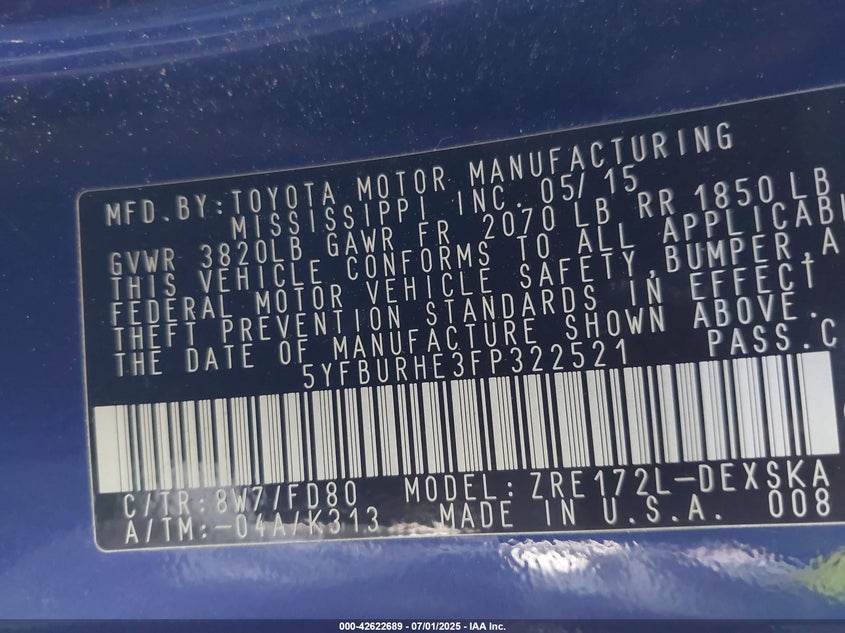 MFD.BY:TOYOTA MOTOR MANUFACTURING
MISSISSIPPI INC. 05/15
GVWR 3820LB GAWR FR 2070 LB RR 1850 LB
THIS VEHICLE CONFORMS TO ALL APPLICABL
FEDERAL MOTOR VEHICLE SAFETY,BUMPER,A
THEFT PREVENTION STANDARDS IN EFFECT
THE DATE OF MANUFACTURE SHOWN ABOVE.
5YFBURHE3FP322521 PASS.C
C/TR:8W7/FD80 MODEL:ZRE172L-DEXSKA
A/TM:-04A/K313 MADE IN U.S.A. 008
000-42622689 - 07/01/2025 - IAA Inc.